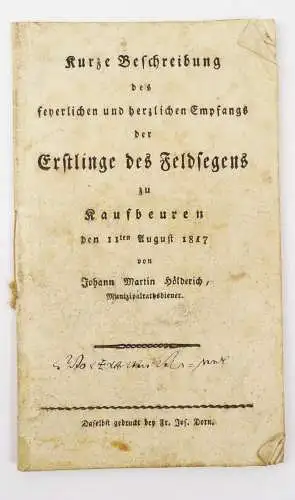 Kurze Beschreibung
des
feyerlichen und herzlichen Empfangs
der
Erstlinge des Feldsegens
zu
Kaufbeuren
den 11ten August 1817
von
Johann Martin Hölderich,
Munizipalrathsdiener.
Daselbst gedruckt bey Fr. Jos. Dorn.